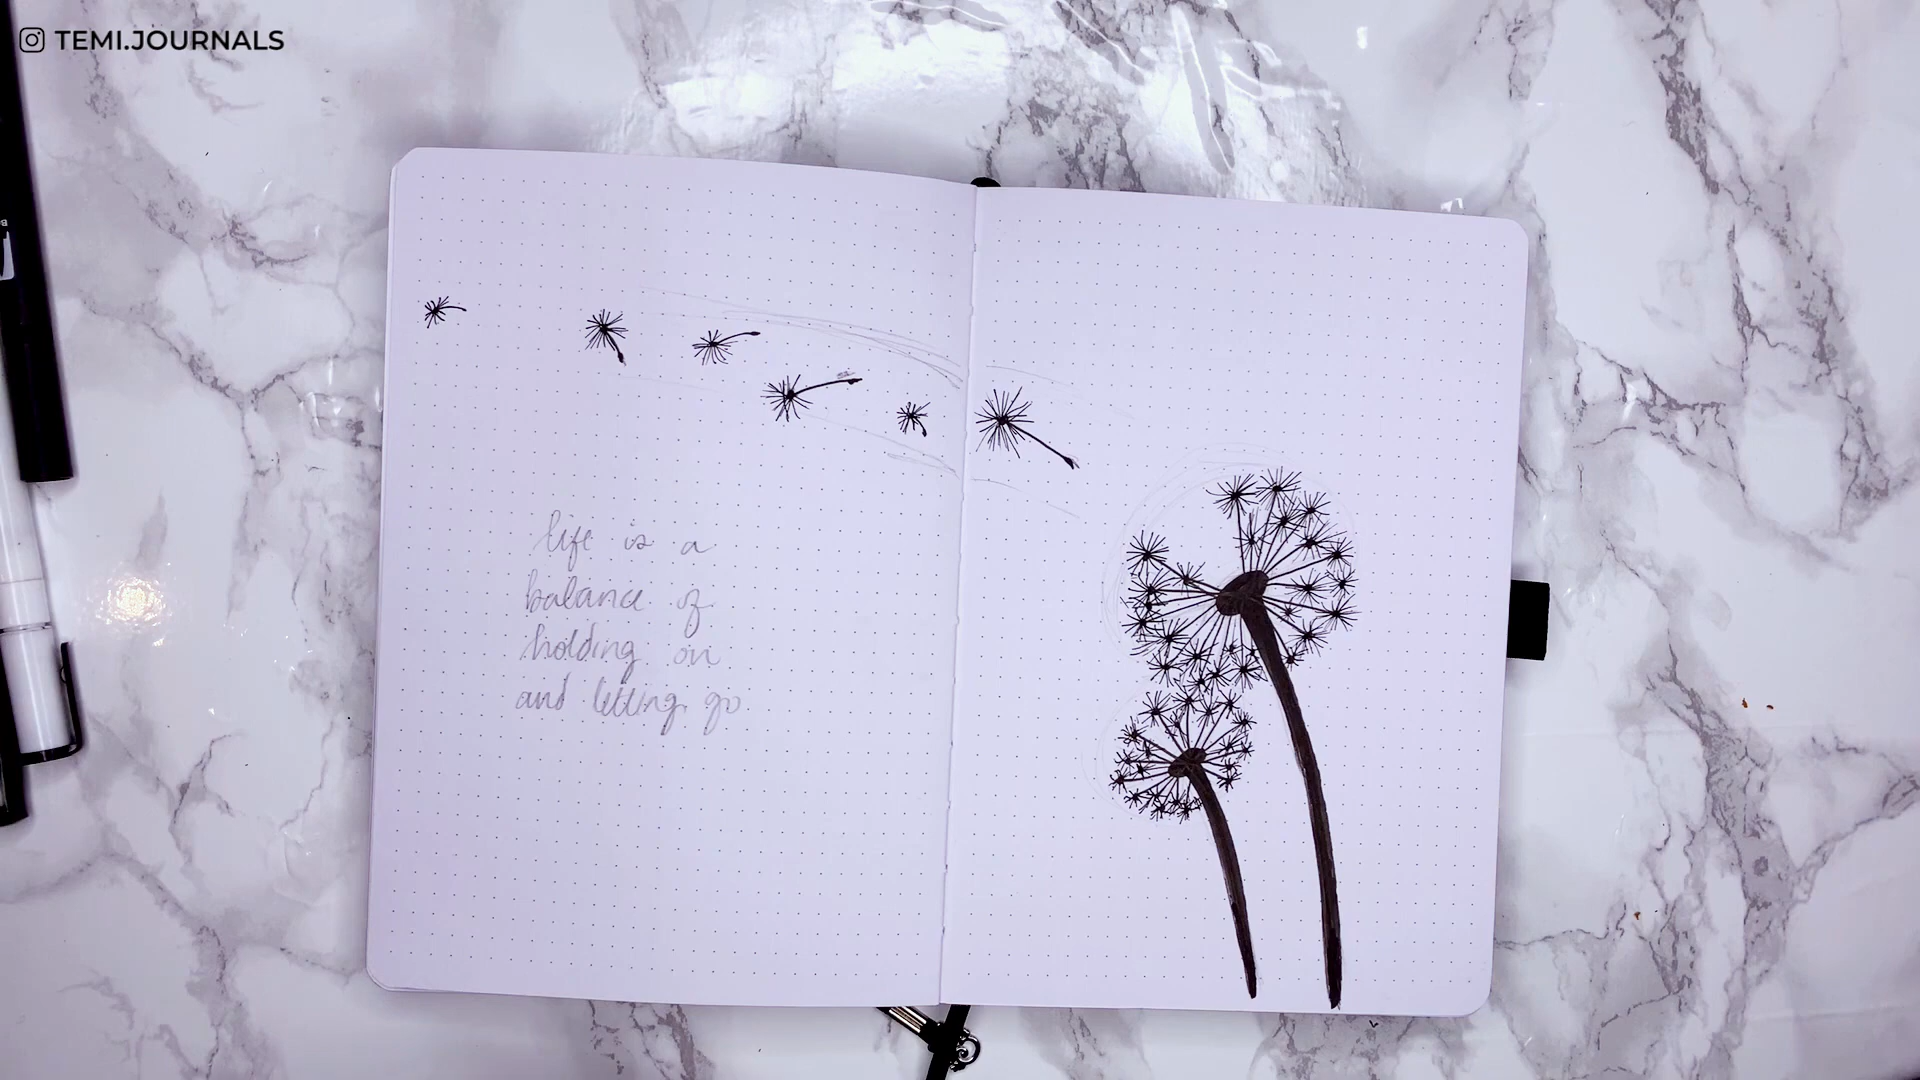 TEMI.JOURNALS
life is a
balance of
holding on
and letting go